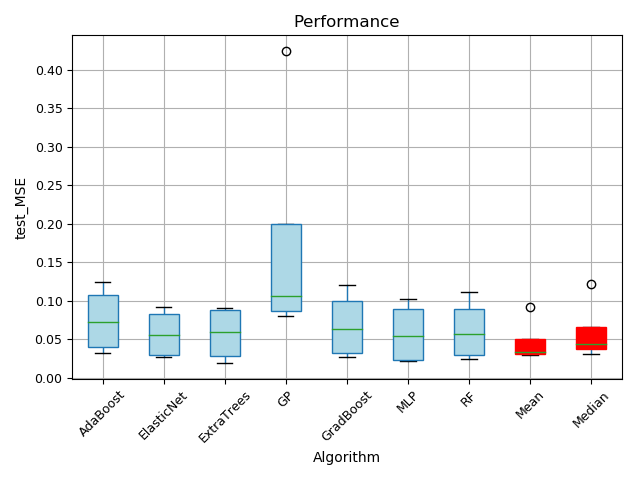 Performance
0.40
0.35
0.30
0.25
0.20
0.15
0.10
0.05
0.00
test_MSE
AdaBoost
ElasticNet
ExtraTrees
GP
GradBoost
MLP
RF
Mean
Median
Algorithm